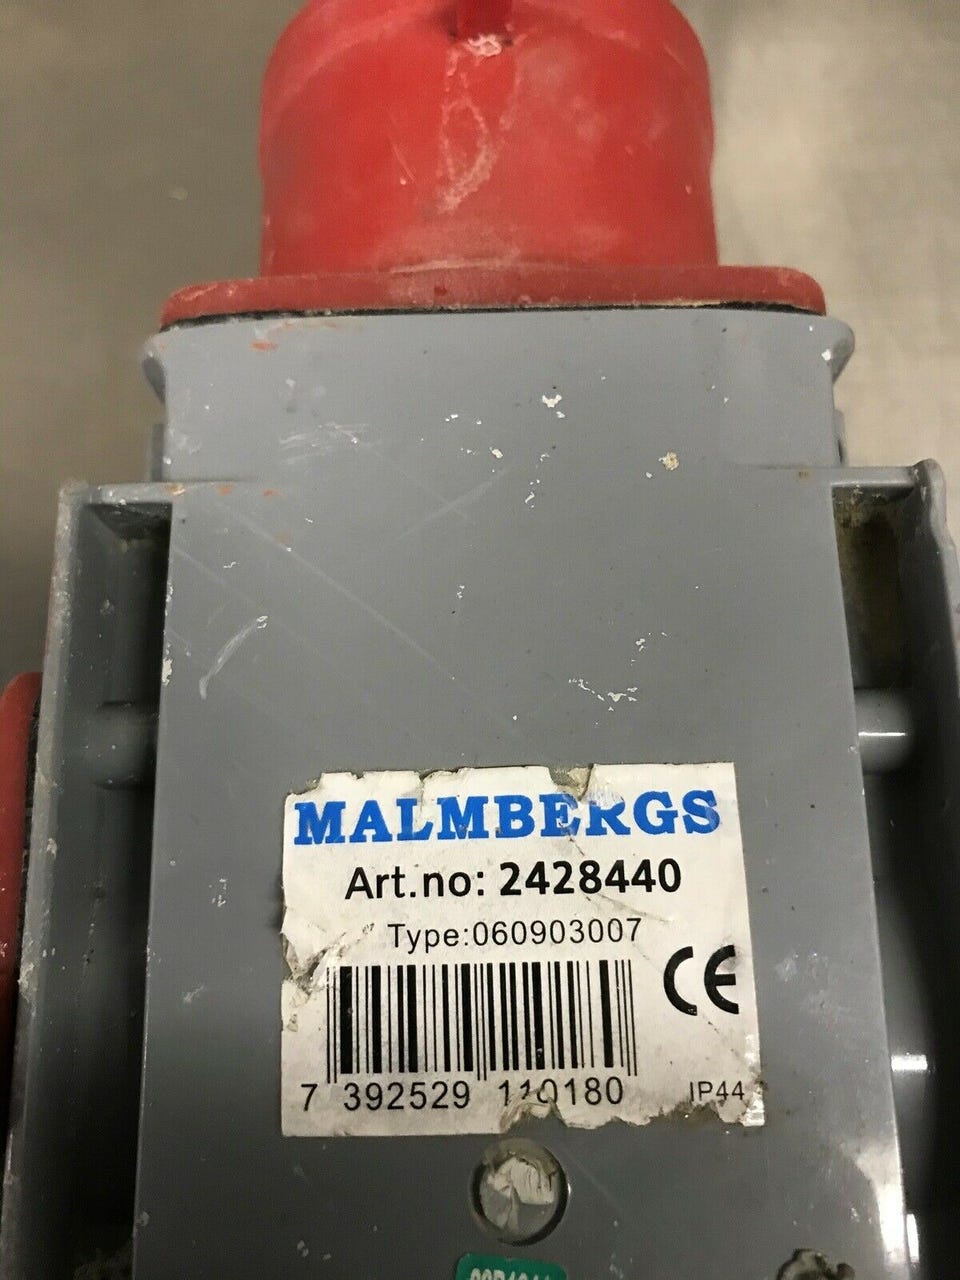 MALMBERGS
Art.no: 2428440
Type:060903007
CE
7 392529 110180
IP44